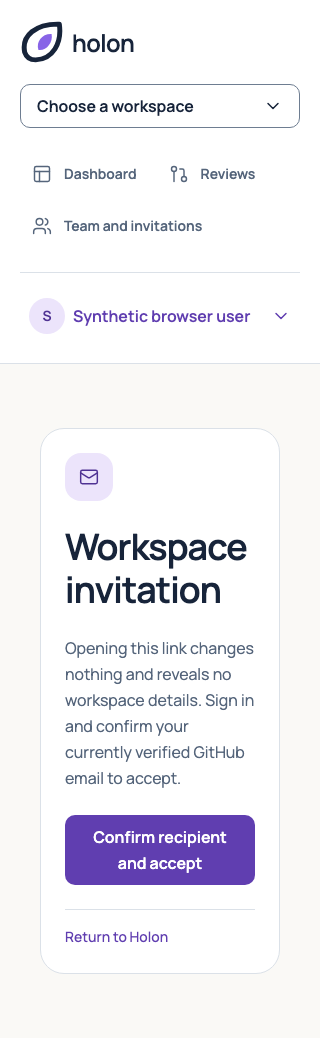 holon
Choose a workspace
Dashboard
Reviews
Team and invitations
S
Synthetic browser user
Workspace
invitation
Opening this link changes
nothing and reveals no
workspace details. Sign in
and confirm your
currently verified GitHub
email to accept.
Confirm recipient
and accept
Return to Holon